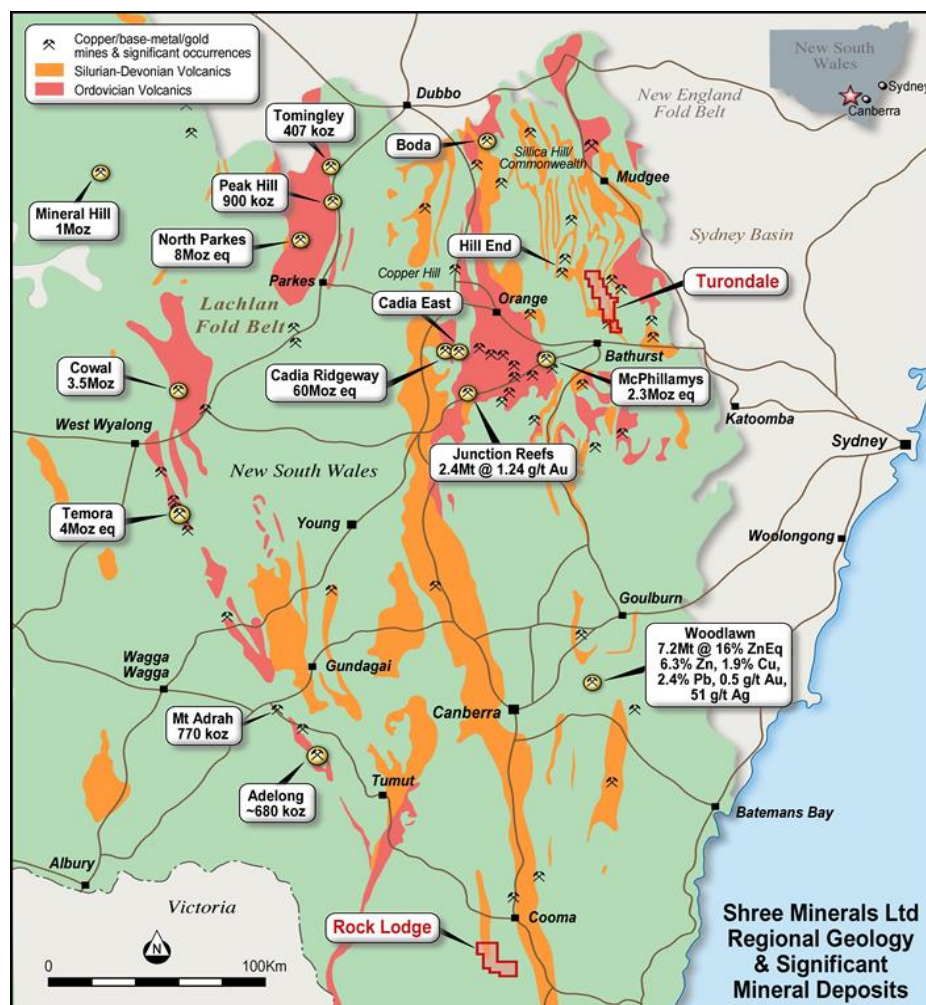 Copper/base-metal/gold
mines & significant occurrences
Silurian-Devonian Volcanics
Ordovician Volcanics
New South
Wales
Sydney
Canberra
Dubbo
New England
Fold Belt
Tomingley
407 koz
Boda
Sillica Hill/
Commonwealth
Mudgee
Peak Hill
900 koz
Mineral Hill
1Moz
North Parkes
8Moz eq
Hill End
Sydney Basin
Parkes
Copper Hill
Turondale
Lachlan
Fold Belt
Cadia East
Orange
Bathurst
Cowal
3.5Moz
Cadia Ridgeway
60Moz eq
McPhillamys
2.3Moz eq
Katoomba
West Wyalong
Sydney
Junction Reefs
2.4Mt @ 1.24 g/t Au
New South Wales
Temora
4Moz eq
Young
Woolongong
Goulburn
Woodlawn
7.2Mt @ 16% ZnEq
6.3% Zn, 1.9% Cu,
2.4% Pb, 0.5 g/t Au,
51 g/t Ag
Wagga
Wagga
Gundagai
Canberra
Mt Adrah
770 koz
Adelong
~680 koz
Tumut
Batemans Bay
Albury
Victoria
Cooma
Rock Lodge
N
0
100Km
Shree Minerals Ltd
Regional Geology
& Significant
Mineral Deposits